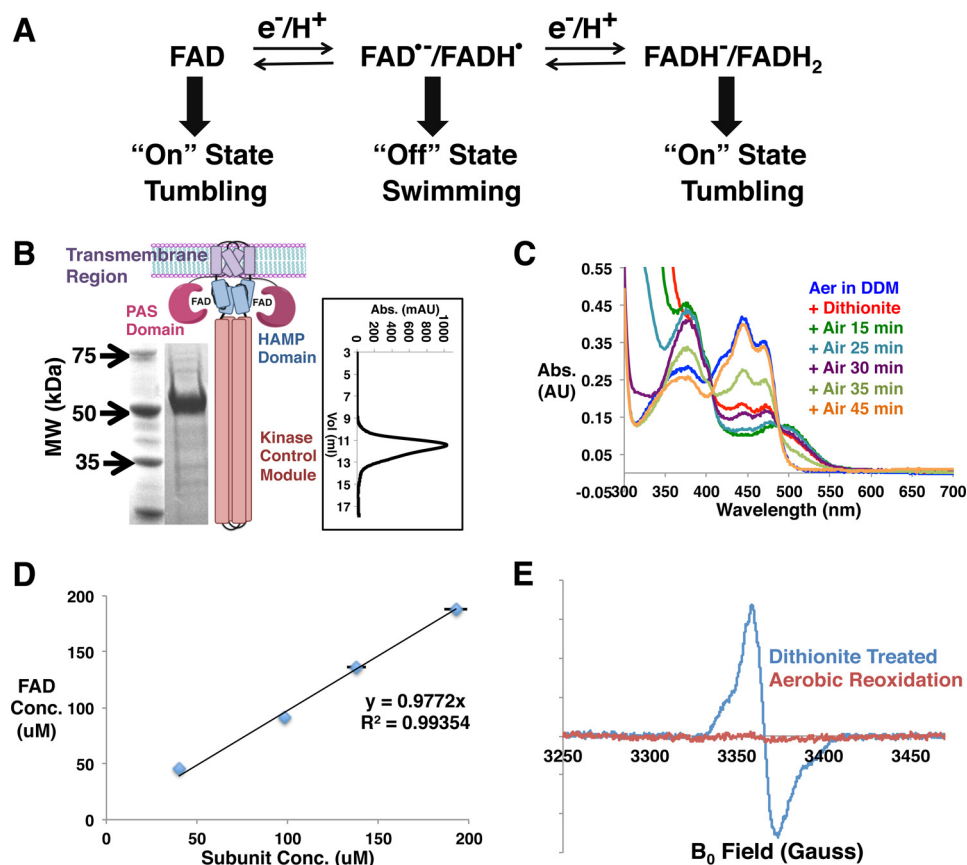 A
e⁻/H⁺
e⁻/H⁺
FAD
FAD•⁻/FADH•
FADH⁻/FADH₂
“On” State
Tumbling
“Off” State
Swimming
“On” State
Tumbling
B
Transmembrane
Region
FAD
FAD
PAS
Domain
HAMP
Domain
Kinase
Control
Module
MW (kDa)
75
50
35
Abs. (mAU)
0
200
400
600
800
1000
Vol (ml)
3
6
9
11
13
15
17
C
Abs.
(AU)
0.55
0.45
0.35
0.25
0.15
0.05
-0.05
300
350
400
450
500
550
600
650
700
Wavelength (nm)
Aer in DDM
+ Dithionite
+ Air 15 min
+ Air 25 min
+ Air 30 min
+ Air 35 min
+ Air 45 min
D
FAD
Conc.
(uM)
200
150
100
50
0
0
50
100
150
200
Subunit Conc. (uM)
y = 0.9772x
R² = 0.99354
E
Dithionite Treated
Aerobic Reoxidation
3250
3300
3350
3400
3450
B₀ Field (Gauss)